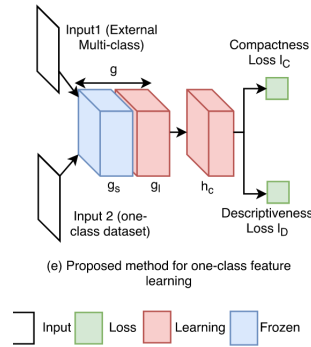 Input1 (External
Multi-class)
g
Compactness
Loss lC
gs
gl
hc
Input 2 (one-
class dataset)
Descriptiveness
Loss lD
(e) Proposed method for one-class feature
learning
Input
Loss
Learning
Frozen